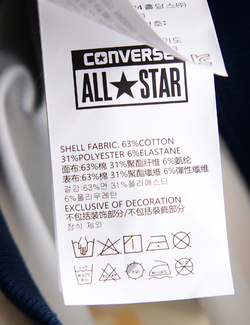 CONVERSE
ALL★STAR
SHELL FABRIC: 63%COTTON
31%POLYESTER 6%ELASTANE
面布:63%棉 31%聚酯纤维 6%氨纶
表布:63%棉 31%聚酯纖維 6%彈性纖維
겉감:63%면 31%폴리에스터
6%폴리우레탄
EXCLUSIVE OF DECORATION
不包括装饰部分/不包括裝飾部分
장식 제외